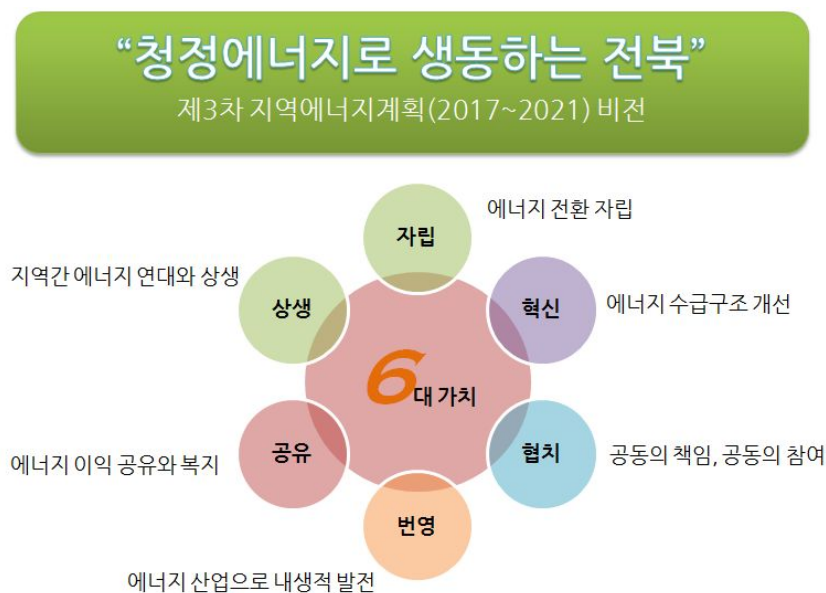 “청정에너지로 생동하는 전북”
제3차 지역에너지계획(2017~2021) 비전
자립
에너지 전환 자립
지역간 에너지 연대와 상생
상생
혁신
에너지 수급구조 개선
6대 가치
에너지 이익 공유와 복지
공유
협치
공동의 책임, 공동의 참여
번영
에너지 산업으로 내생적 발전